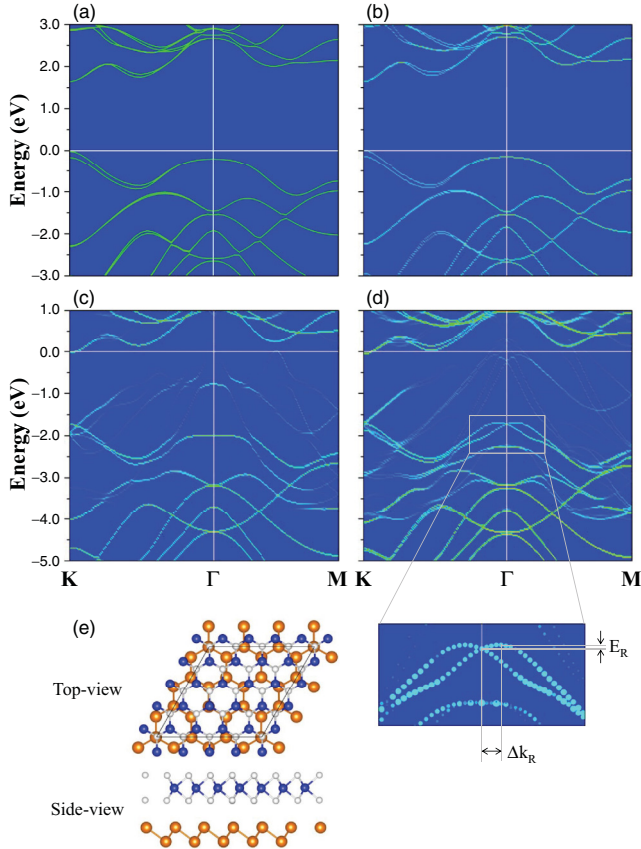 (a)
(b)
3.0
2.0
1.0
0.0
−1.0
−2.0
−3.0
Energy (eV)
(c)
(d)
1.0
0.0
−1.0
−2.0
−3.0
−4.0
−5.0
Energy (eV)
K
Γ
M
K
Γ
M
(e)
Top-view
Side-view
E_R
Δk_R